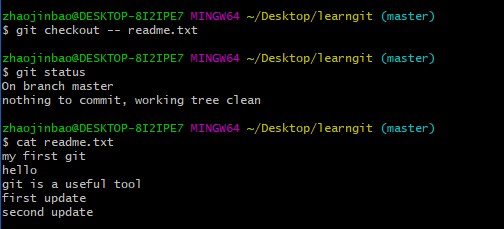 zhaojinbao@DESKTOP-8I2IPE7 MINGW64 ~/Desktop/learngit (master)
$ git checkout -- readme.txt
zhaojinbao@DESKTOP-8I2IPE7 MINGW64 ~/Desktop/learngit (master)
$ git status
On branch master
nothing to commit, working tree clean
zhaojinbao@DESKTOP-8I2IPE7 MINGW64 ~/Desktop/learngit (master)
$ cat readme.txt
my first git
hello
git is a useful tool
first update
second update